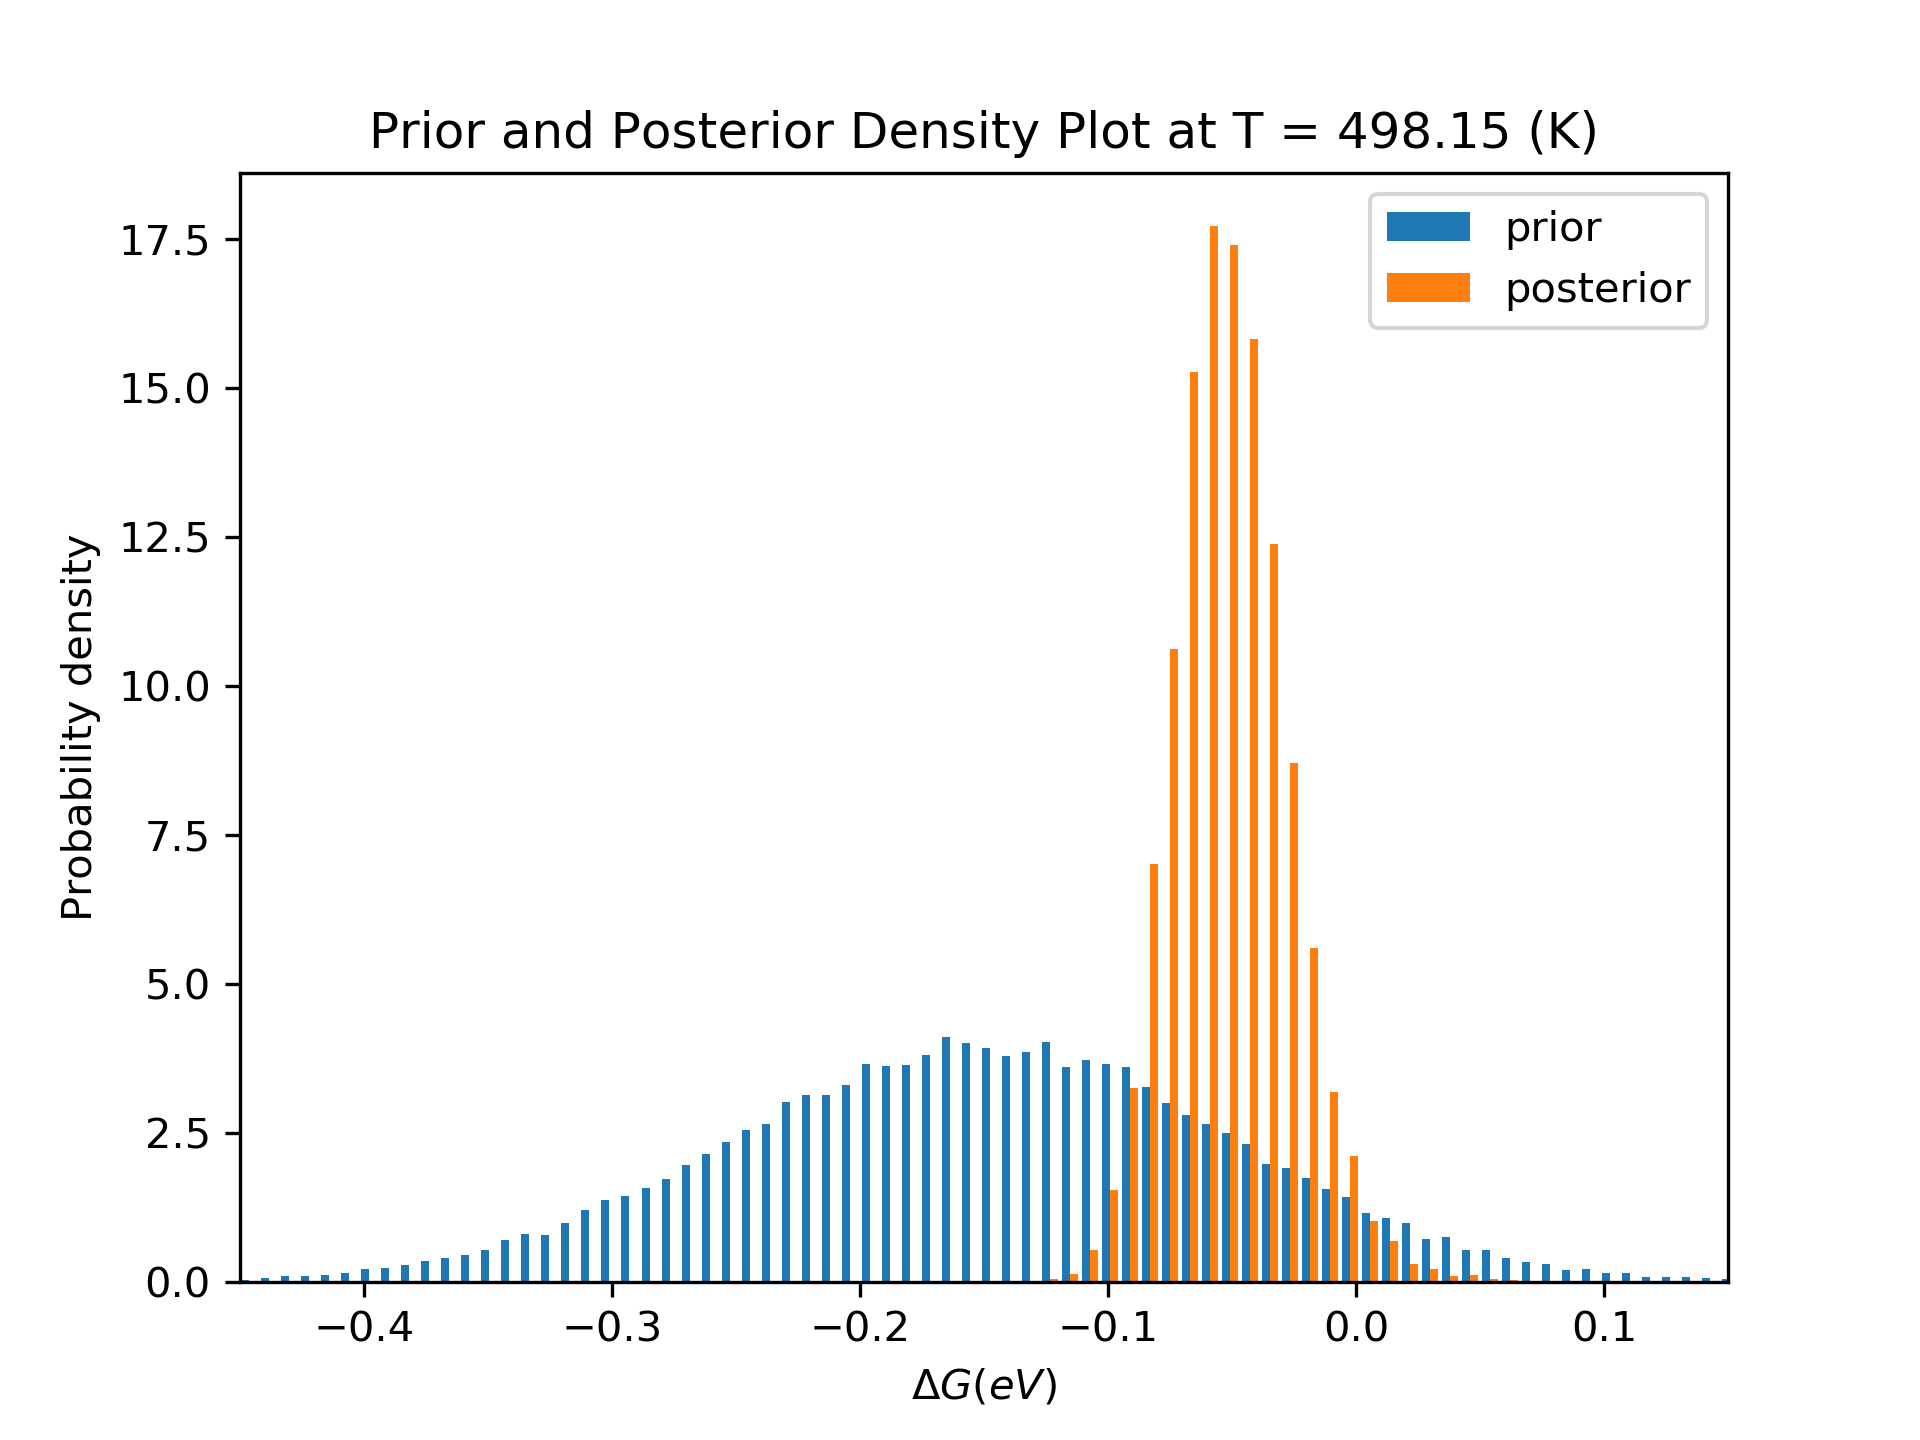 Prior and Posterior Density Plot at T = 498.15 (K)
prior
posterior
17.5
15.0
12.5
10.0
7.5
5.0
2.5
0.0
Probability density
−0.4
−0.3
−0.2
−0.1
0.0
0.1
ΔG(eV)